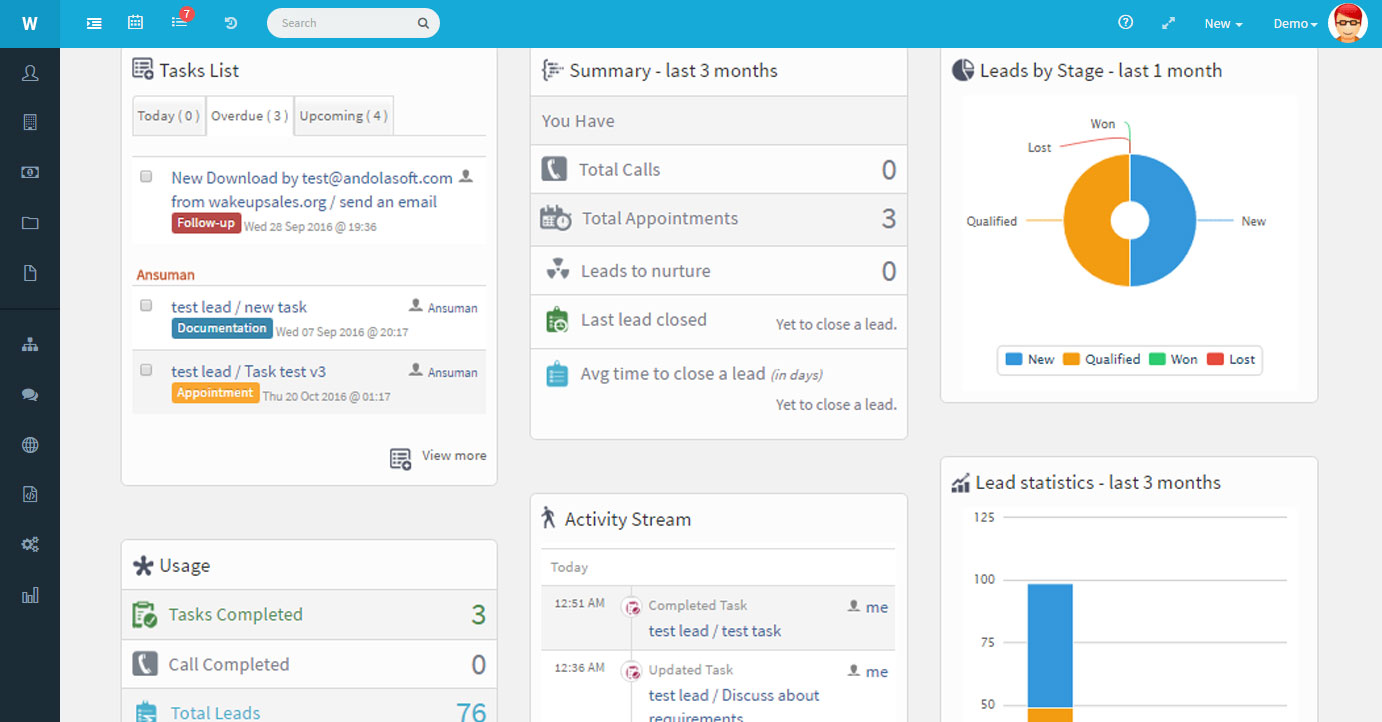 W
7
Search
New
Demo
Tasks List
Today ( 0 )
Overdue ( 3 )
Upcoming ( 4 )
New Download by test@andolasoft.com
from wakeupsales.org / send an email
Follow-up Wed 28 Sep 2016 @ 19:36
Ansuman
test lead / new task Ansuman
Documentation Wed 07 Sep 2016 @ 20:17
test lead / Task test v3 Ansuman
Appointment Thu 20 Oct 2016 @ 01:17
View more
Usage
Tasks Completed 3
Call Completed 0
Total Leads 76
Summary - last 3 months
You Have
Total Calls 0
Total Appointments 3
Leads to nurture 0
Last lead closed
Yet to close a lead.
Avg time to close a lead (in days)
Yet to close a lead.
Activity Stream
Today
12:51 AM Completed Task me
test lead / test task
12:36 AM Updated Task me
test lead / Discuss about
requirements
Leads by Stage - last 1 month
Won
Lost
Qualified
New
New Qualified Won Lost
Lead statistics - last 3 months
125
100
75
50